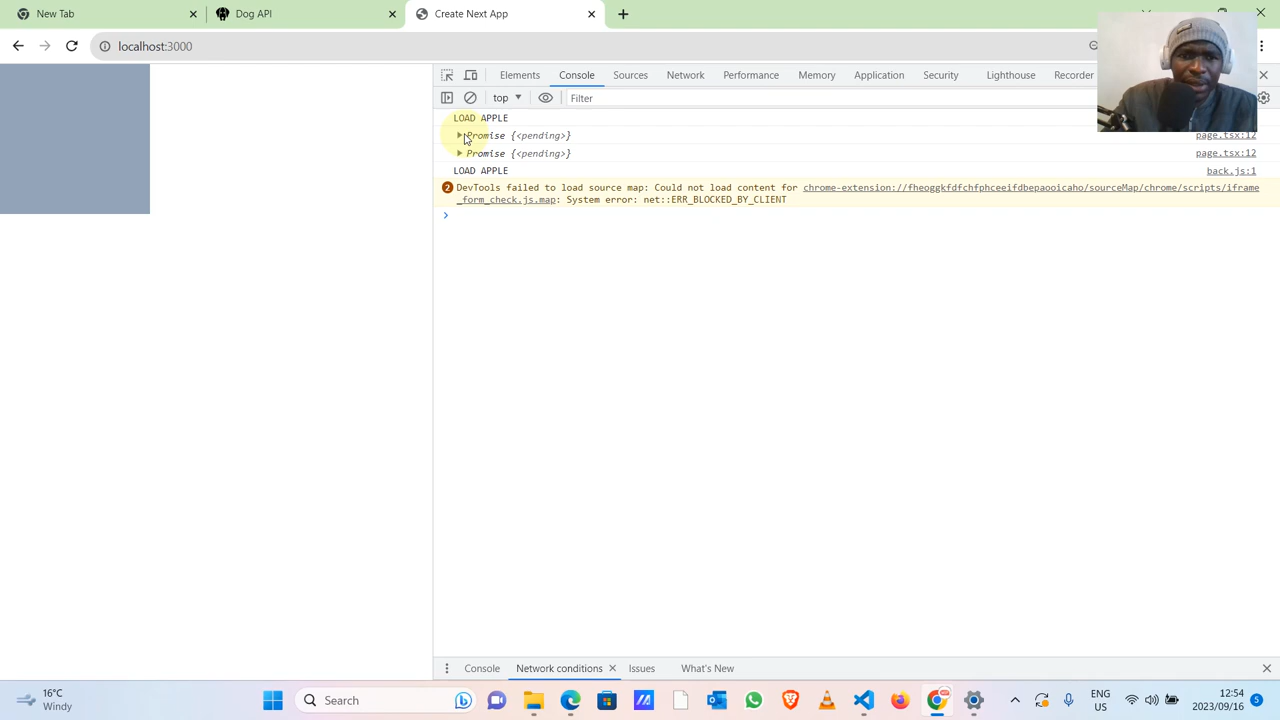 New Tab
Dog API
Create Next App
localhost:3000
Elements Console Sources Network Performance Memory Application Security Lighthouse Recorder
top Filter
LOAD APPLE
Promise {<pending>} page.tsx:12
Promise {<pending>} page.tsx:12
LOAD APPLE back.js:1
2 DevTools failed to load source map: Could not load content for chrome-extension://fheoggkfdfchfphceeifdbepaooicaho/sourceMap/chrome/scripts/iframe
_form_check.js.map: System error: net::ERR_BLOCKED_BY_CLIENT
Console Network conditions Issues What's New
16°C
Windy
Search
ENG
US
12:54
2023/09/16
5